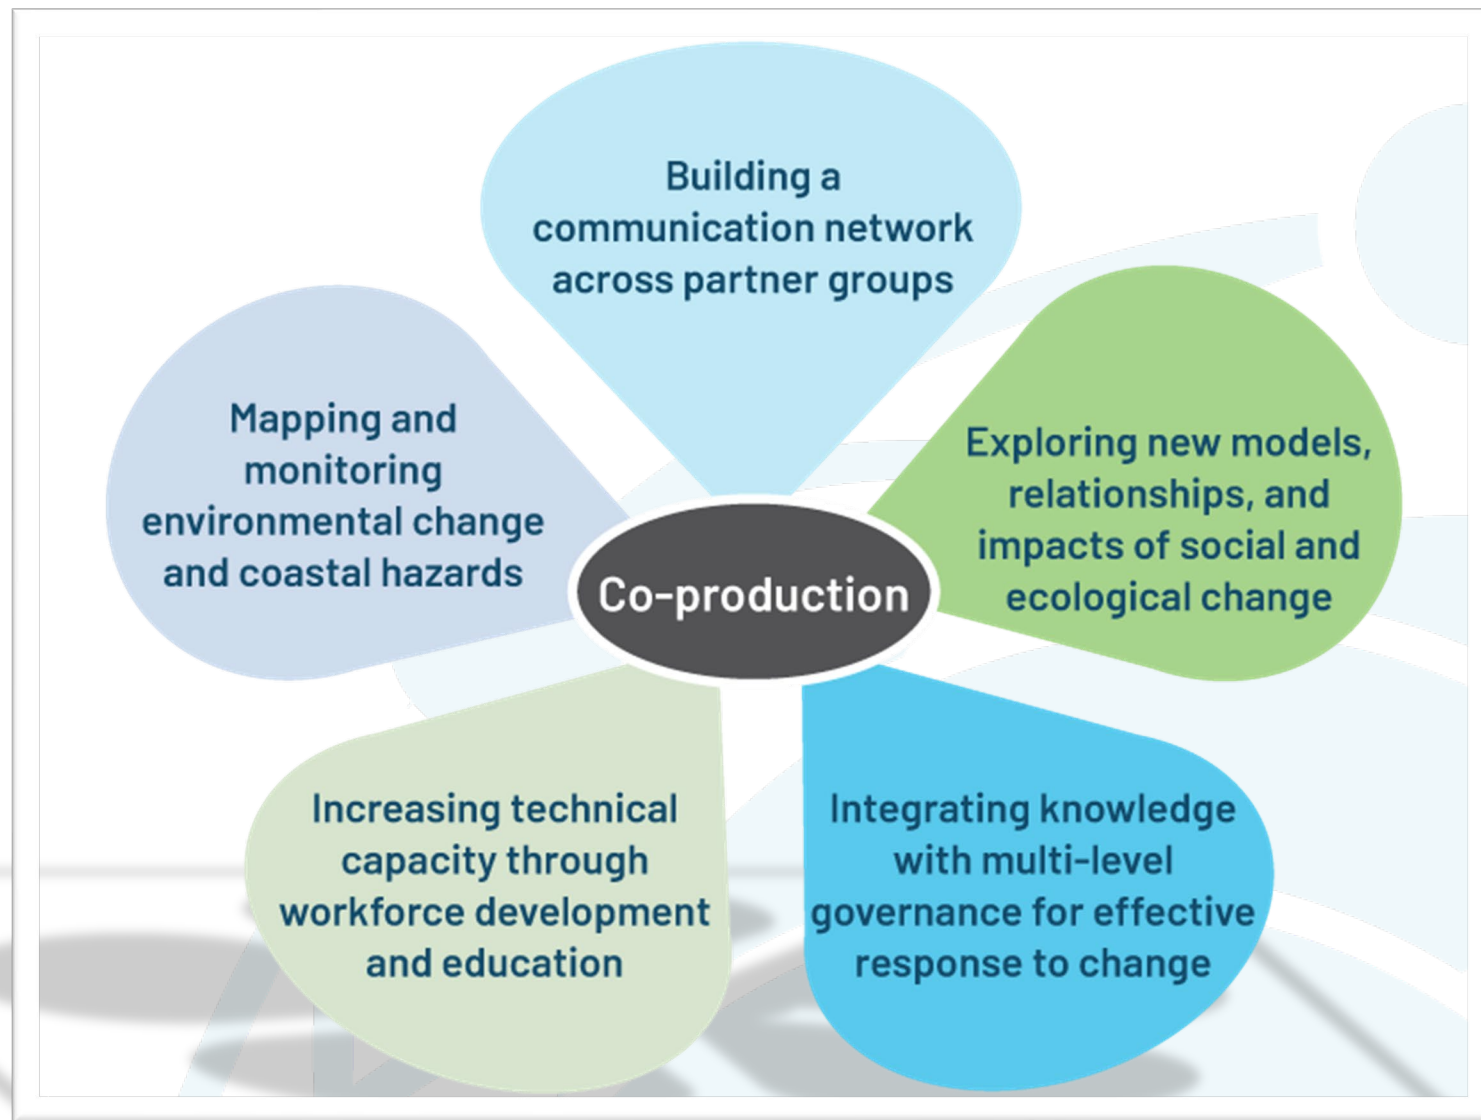 Building a
communication network
across partner groups
Exploring new models,
relationships, and
impacts of social and
ecological change
Integrating knowledge
with multi-level
governance for effective
response to change
Increasing technical
capacity through
workforce development
and education
Mapping and
monitoring
environmental change
and coastal hazards
Co-production